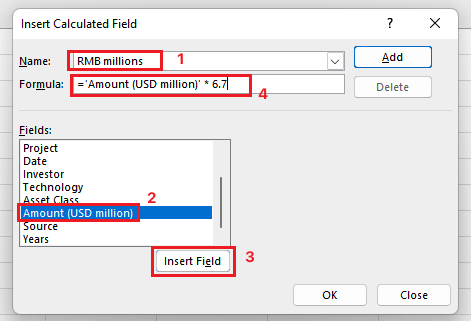 Insert Calculated Field
?
Name: RMB millions 1 Add
Formula: ='Amount (USD million)' * 6.7 4 Delete
Fields:
Project
Date
Investor
Technology
Asset Class
Amount (USD million) 2
Source
Years
Insert Field 3
OK Close